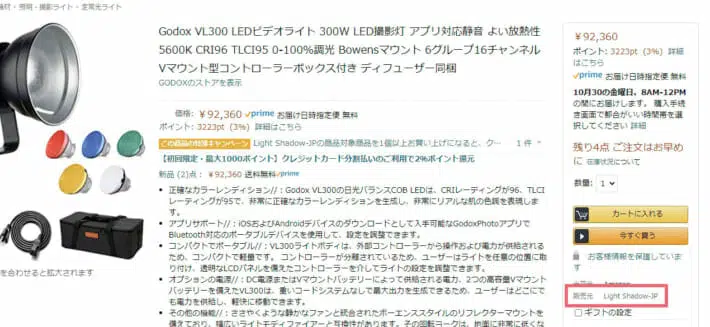 機材・照明・撮影ライト・定常光ライト
Godox VL300 LEDビデオライト 300W LED撮影灯 アプリ対応静音 よい放熱性
5600K CRI96 TLCI95 0-100%調光 Bowensマウント 6グループ16チャンネル
Vマウント型コントローラーボックス付き ディフューザー同梱
GODOXのストアを表示
価格: ￥92,360 prime お届け日時指定便 無料
ポイント: 3223pt (3%) 詳細はこちら
この商品の特別キャンペーン Light Shadow-JPの商品対象商品を1個以上お買い上げになると、ク… 1 件
【初回限定・最大1000ポイント】クレジットカード分割払いのご利用で2%ポイント還元
新品 (2)点: ￥92,360 送料無料 prime
• 正確なカラーレンディション//：Godox VL300の日光バランスCOB LEDは、CRIレーティングが96、TLCI
レーティングが95で、非常に正確なカラーレンディションを生成し、非常にリアルな肌の色調を表現しま
す。
• アプリサポート//：iOSおよびAndroidデバイスのダウンロードとして入手可能なGodoxPhotoアプリで
Bluetooth対応のポータブルデバイスを使用して、設定を調整できます。
• コンパクトでポータブル//：VL300ライトボディは、外部コントローラーから操作および電力が供給されるた
め、コンパクトで軽量です。 コントローラーが分離されているため、ユーザーはライトを任意の位置に取
り付け、透明なLCDパネルを備えたコントローラーを介してライトの設定を調整できます。
• オプションの電源//：DC電源またはVマウントバッテリーによって供給される電力、2つの高容量Vマウント
バッテリーを備えたVL300は、重いコードシステムなしで最大出力を生成できるため、ユーザーはどこにで
も電力を供給し、軽快に移動できます。
• その他の機能//：ささやくような静かなファンと統合されたボーエンススタイルのリフレクターマウントを
備えており、幅広いライトモディファイアーと互換性があります。その回転ヨークは、地面に非常に低くな
を合わせると拡大されます
￥92,360
ポイント: 3223pt (3%) 詳細
はこちら
prime お届け日時指定便 無料
10月30の金曜日、8AM-12PM
の間にお届けします。 購入手続
き画面で都合がいい時間帯を選
択してください 詳細
残り4点 ご注文はお早め
に 在庫状況について
数量: 1
カートに入れる
今すぐ買う
お客様情報を保護していま
す
販売元 Light Shadow-JP
ギフトの設定